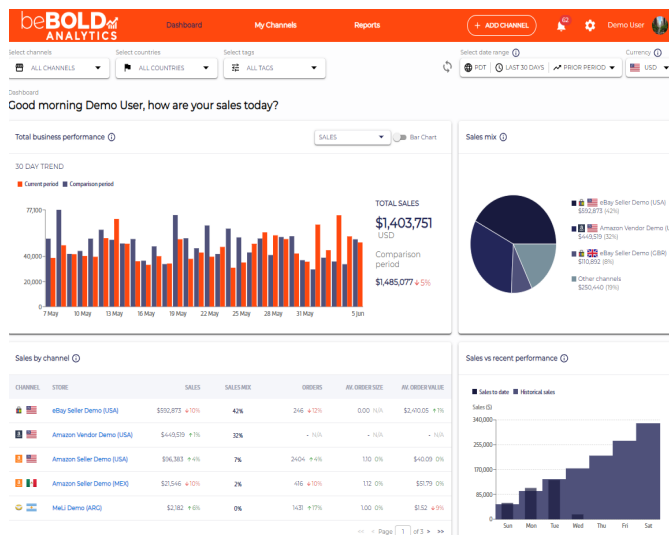 beBOLD
ANALYTICS
Dashboard
My Channels
Reports
+ ADD CHANNEL
62
Demo User
Select channels
Select countries
Select tags
Select date range
Currency
ALL CHANNELS
ALL COUNTRIES
ALL TAGS
PDT
LAST 30 DAYS
PRIOR PERIOD
USD
Dashboard
Good morning Demo User, how are your sales today?
Total business performance
SALES
Bar Chart
30 DAY TREND
Current period
Comparison period
77,100
40,000
20,000
0
7 May 10 May 13 May 16 May 19 May 22 May 25 May 28 May 31 May 5 Jun
TOTAL SALES
$1,403,751
USD
Comparison
period
$1,485,077 ↓5%
Sales mix
eBay Seller Demo (USA)
$592,873 (42%)
Amazon Vendor Demo (U
$449,519 (32%)
eBay Seller Demo (GBR)
$110,892 (8%)
Other channels
$250,440 (19%)
Sales by channel
CHANNEL STORE SALES SALES MIX ORDERS AV. ORDER SIZE AV. ORDER VALUE
eBay Seller Demo (USA) $592,873 ↓10% 42% 246 ↓12% 0.00 N/A $2,410.05 ↑1%
Amazon Vendor Demo (USA) $449,519 ↑1% 32% - N/A - N/A - N/A
Amazon Seller Demo (USA) $96,383 ↑4% 7% 2404 ↑4% 1.10 0% $40.09 0%
Amazon Seller Demo (MEX) $21,546 ↓10% 2% 416 ↓10% 1.12 0% $51.79 0%
MeLi Demo (ARG) $2,182 ↑6% 0% 1431 ↑17% 1.00 0% $1.52 ↓9%
<< < Page 1 of 3 > >>
Sales vs recent performance
Sales to date
Historical sales
Sales ($)
340,000
255,000
170,000
85,000
0
Sun Mon Tue Wed Thu Fri Sat